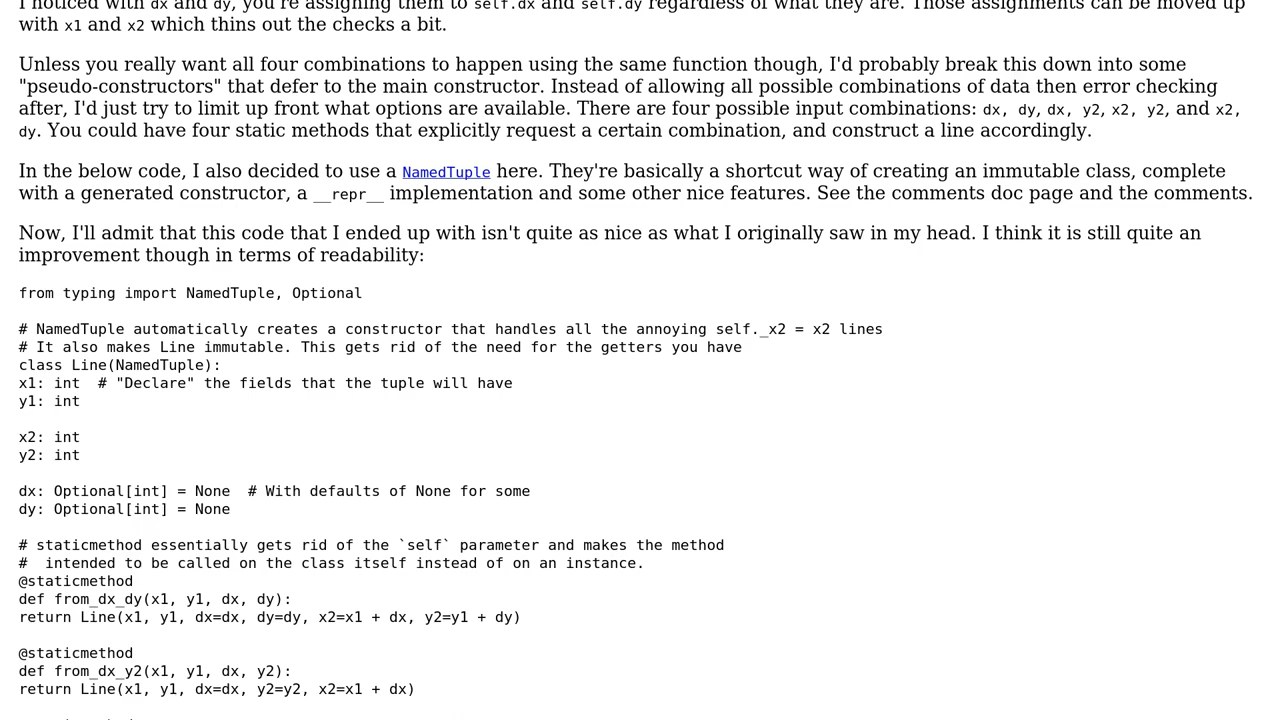 I noticed with dx and dy, you're assigning them to self.dx and self.dy regardless of what they are. Those assignments can be moved up
with x1 and x2 which thins out the checks a bit.
Unless you really want all four combinations to happen using the same function though, I'd probably break this down into some
"pseudo-constructors" that defer to the main constructor. Instead of allowing all possible combinations of data then error checking
after, I'd just try to limit up front what options are available. There are four possible input combinations: dx, dy, dx, y2, x2, y2, and x2,
dy. You could have four static methods that explicitly request a certain combination, and construct a line accordingly.
In the below code, I also decided to use a NamedTuple here. They're basically a shortcut way of creating an immutable class, complete
with a generated constructor, a __repr__ implementation and some other nice features. See the comments doc page and the comments.
Now, I'll admit that this code that I ended up with isn't quite as nice as what I originally saw in my head. I think it is still quite an
improvement though in terms of readability:
from typing import NamedTuple, Optional
# NamedTuple automatically creates a constructor that handles all the annoying self._x2 = x2 lines
# It also makes Line immutable. This gets rid of the need for the getters you have
class Line(NamedTuple):
x1: int  # "Declare" the fields that the tuple will have
y1: int
x2: int
y2: int
dx: Optional[int] = None  # With defaults of None for some
dy: Optional[int] = None
# staticmethod essentially gets rid of the `self` parameter and makes the method
#  intended to be called on the class itself instead of on an instance.
@staticmethod
def from_dx_dy(x1, y1, dx, dy):
return Line(x1, y1, dx=dx, dy=dy, x2=x1 + dx, y2=y1 + dy)
@staticmethod
def from_dx_y2(x1, y1, dx, y2):
return Line(x1, y1, dx=dx, y2=y2, x2=x1 + dx)